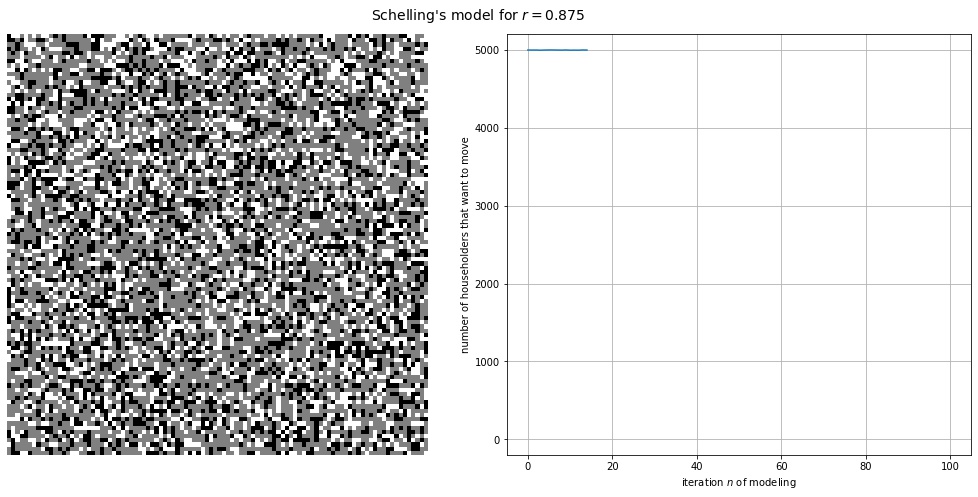 Schelling's model for r = 0.875
number of householders that want to move
5000
4000
3000
2000
1000
0
0 20 40 60 80 100
iteration n of modeling